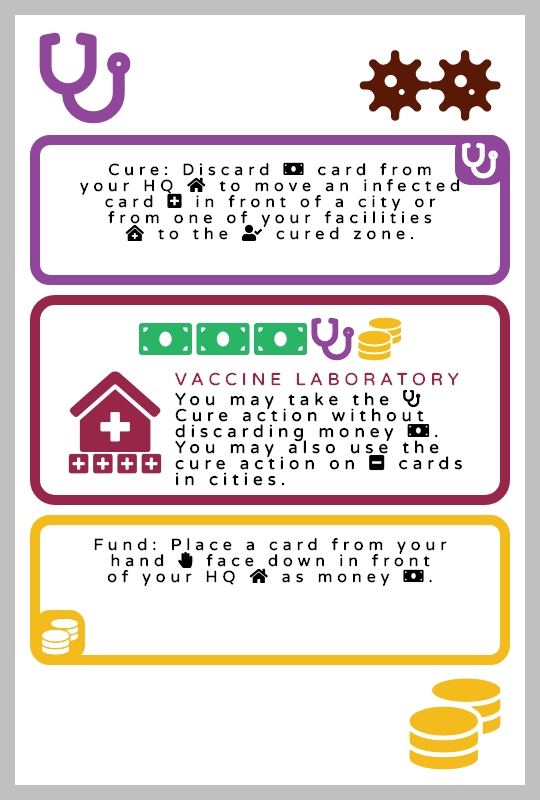 Cure: Discard card from
your HQ to move an infected
card in front of a city or
from one of your facilities
to the cured zone.
VACCINE LABORATORY
You may take the
Cure action without
discarding money.
You may also use the
cure action on cards
in cities.
Fund: Place a card from your
hand face down in front
of your HQ as money.